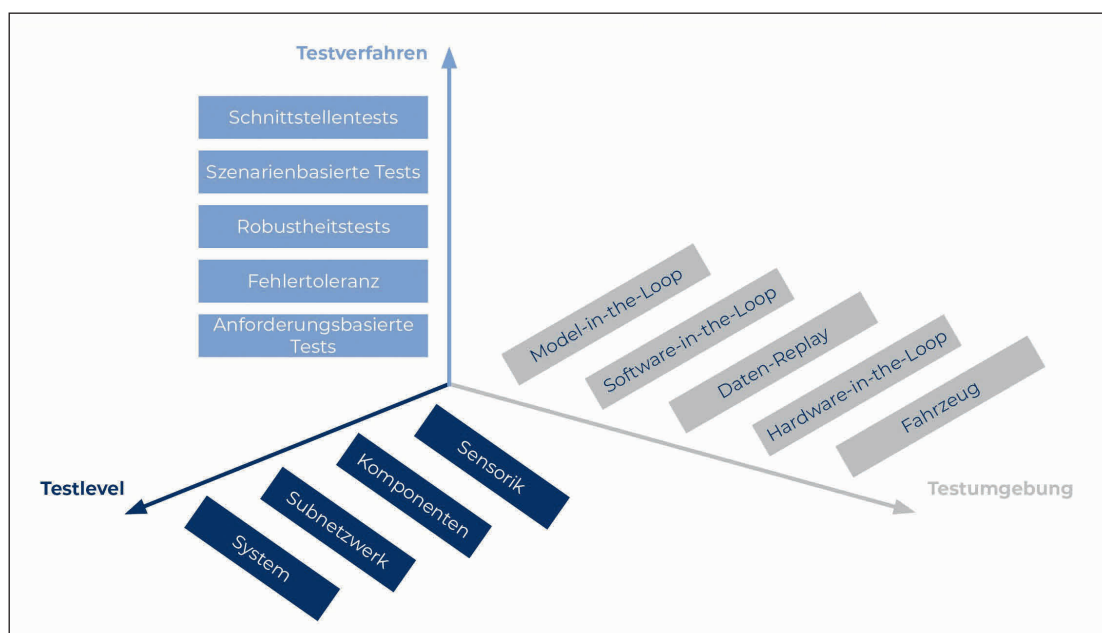 Testverfahren
Schnittstellentests
Szenarienbasierte Tests
Robustheitstests
Fehlertoleranz
Anforderungsbasierte
Tests
Model-in-the-Loop
Software-in-the-Loop
Daten-Replay
Hardware-in-the-Loop
Fahrzeug
Testumgebung
Testlevel
Sensorik
Komponenten
Subnetzwerk
System